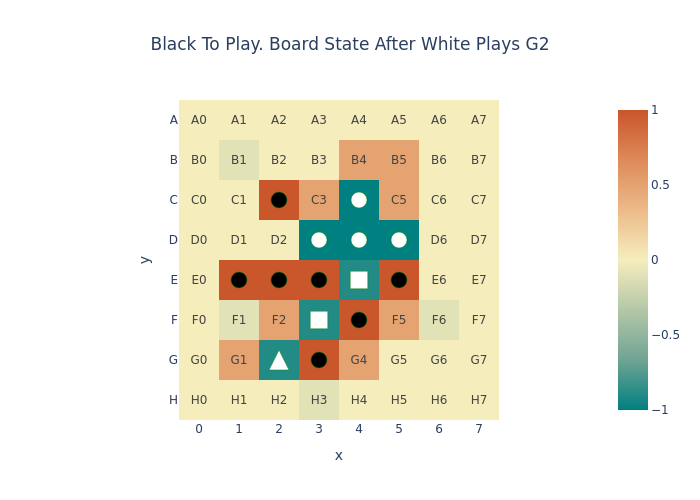 Black To Play. Board State After White Plays G2
A A0 A1 A2 A3 A4 A5 A6 A7 1
B B0 B1 B2 B3 B4 B5 B6 B7
C C0 C1 C3 C5 C6 C7 0.5
D D0 D1 D2 D6 D7
y 0
E E0 E6 E7
F F0 F1 F2 F5 F6 F7 −0.5
G G0 G1 G4 G5 G6 G7
H H0 H1 H2 H3 H4 H5 H6 H7 −1
0 1 2 3 4 5 6 7
x